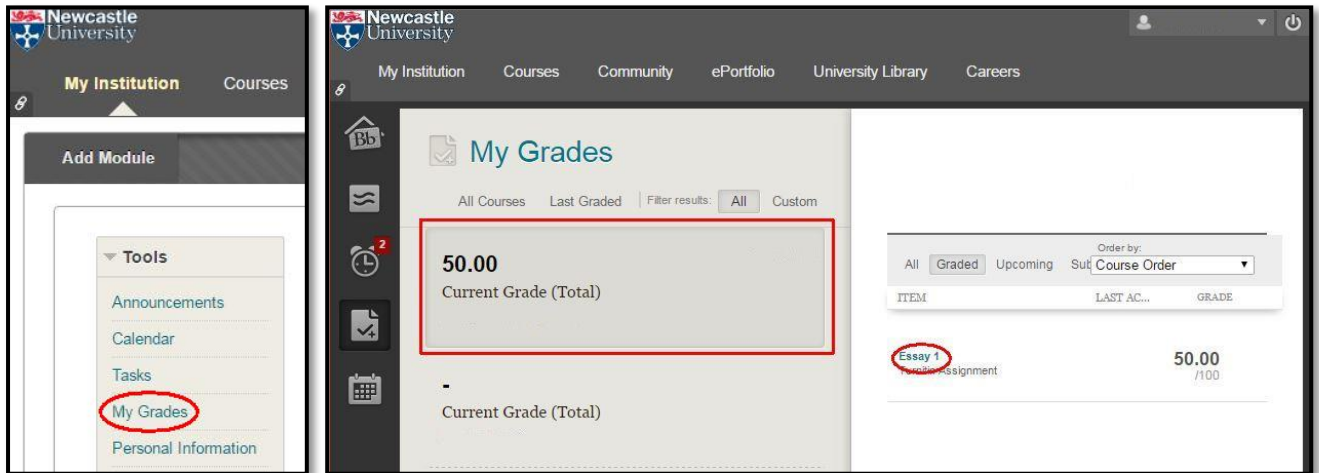 Newcastle
University
My Institution Courses
Add Module
Tools
Announcements
Calendar
Tasks
My Grades
Personal Information
Newcastle
University
My Institution Courses Community ePortfolio University Library Careers
Bb
My Grades
All Courses Last Graded Filter results: All Custom
2
50.00
Current Grade (Total)
-
Current Grade (Total)
Order by:
All Graded Upcoming Sub Course Order
ITEM LAST AC... GRADE
Essay 1 50.00
Turnitin Assignment /100